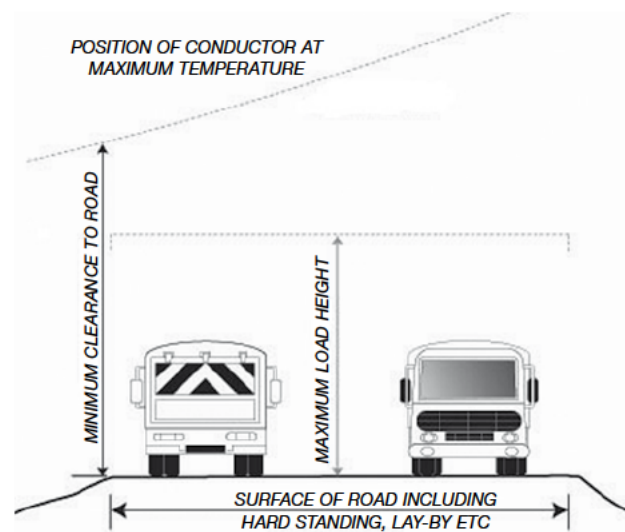 POSITION OF CONDUCTOR AT
MAXIMUM TEMPERATURE
MINIMUM CLEARANCE TO ROAD
MAXIMUM LOAD HEIGHT
SURFACE OF ROAD INCLUDING
HARD STANDING, LAY-BY ETC